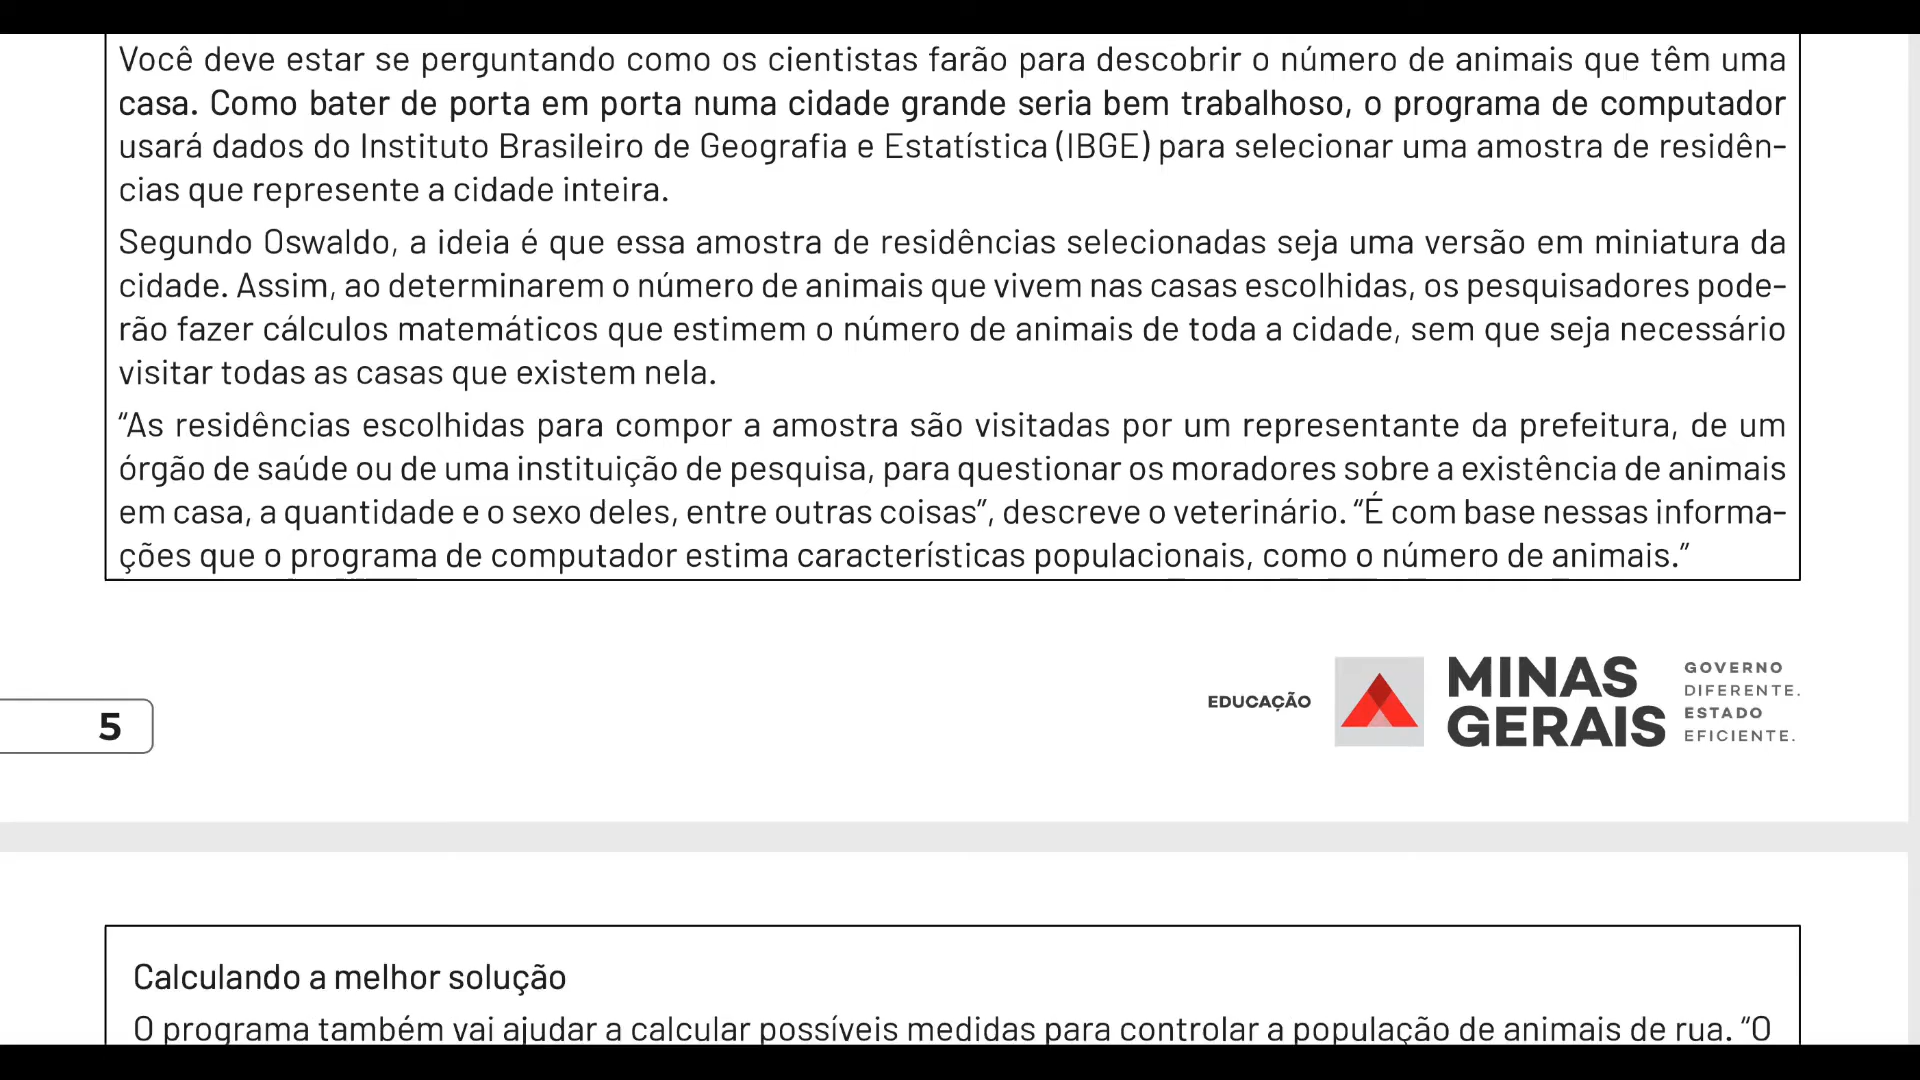 Você deve estar se perguntando como os cientistas farão para descobrir o número de animais que têm uma
casa. Como bater de porta em porta numa cidade grande seria bem trabalhoso, o programa de computador
usará dados do Instituto Brasileiro de Geografia e Estatística (IBGE) para selecionar uma amostra de residên-
cias que represente a cidade inteira.
Segundo Oswaldo, a ideia é que essa amostra de residências selecionadas seja uma versão em miniatura da
cidade. Assim, ao determinarem o número de animais que vivem nas casas escolhidas, os pesquisadores pode-
rão fazer cálculos matemáticos que estimem o número de animais de toda a cidade, sem que seja necessário
visitar todas as casas que existem nela.
“As residências escolhidas para compor a amostra são visitadas por um representante da prefeitura, de um
órgão de saúde ou de uma instituição de pesquisa, para questionar os moradores sobre a existência de animais
em casa, a quantidade e o sexo deles, entre outras coisas”, descreve o veterinário. “É com base nessas informa-
ções que o programa de computador estima características populacionais, como o número de animais.”
5
EDUCAÇÃO
MINAS
GERAIS
GOVERNO
DIFERENTE.
ESTADO
EFICIENTE.
Calculando a melhor solução
O programa também vai ajudar a calcular possíveis medidas para controlar a população de animais de rua. “O